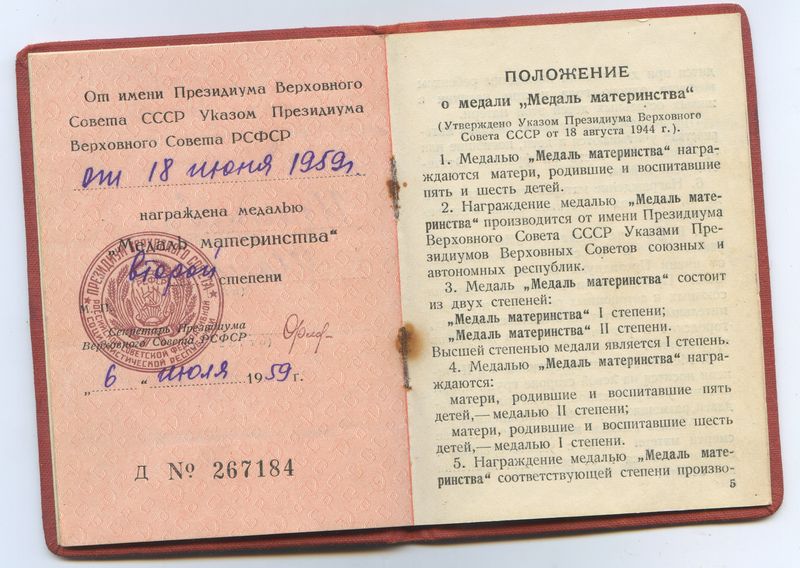 От имени Президиума Верховного
Совета СССР Указом Президиума
Верховного Совета РСФСР
от 18 июня 1959г.
награждена медалью
„Медаль материнства“
второй степени
М. П.
Секретарь Президиума
Верховного Совета РСФСР
„ 6 “ июля 1959 г.
Д № 267184
ПОЛОЖЕНИЕ
о медали „Медаль материнства“
(Утверждено Указом Президиума Верховного
Совета СССР от 18 августа 1944 г.).
1. Медалью „Медаль материнства“ награ-
ждаются матери, родившие и воспитавшие
пять и шесть детей.
2. Награждение медалью „Медаль мате-
ринства“ производится от имени Президиума
Верховного Совета СССР Указами Пре-
зидиумов Верховных Советов союзных и
автономных республик.
3. Медаль „Медаль материнства“ состоит
из двух степеней:
„Медаль материнства“ I степени;
„Медаль материнства“ II степени.
Высшей степенью медали является I степень.
4. Медалью „Медаль материнства“ награ-
ждаются:
матери, родившие и воспитавшие пять
детей,— медалью II степени;
матери, родившие и воспитавшие шесть
детей,— медалью I степени.
5. Награждение медалью „Медаль мате-
ринства“ соответствующей степени произво-
5